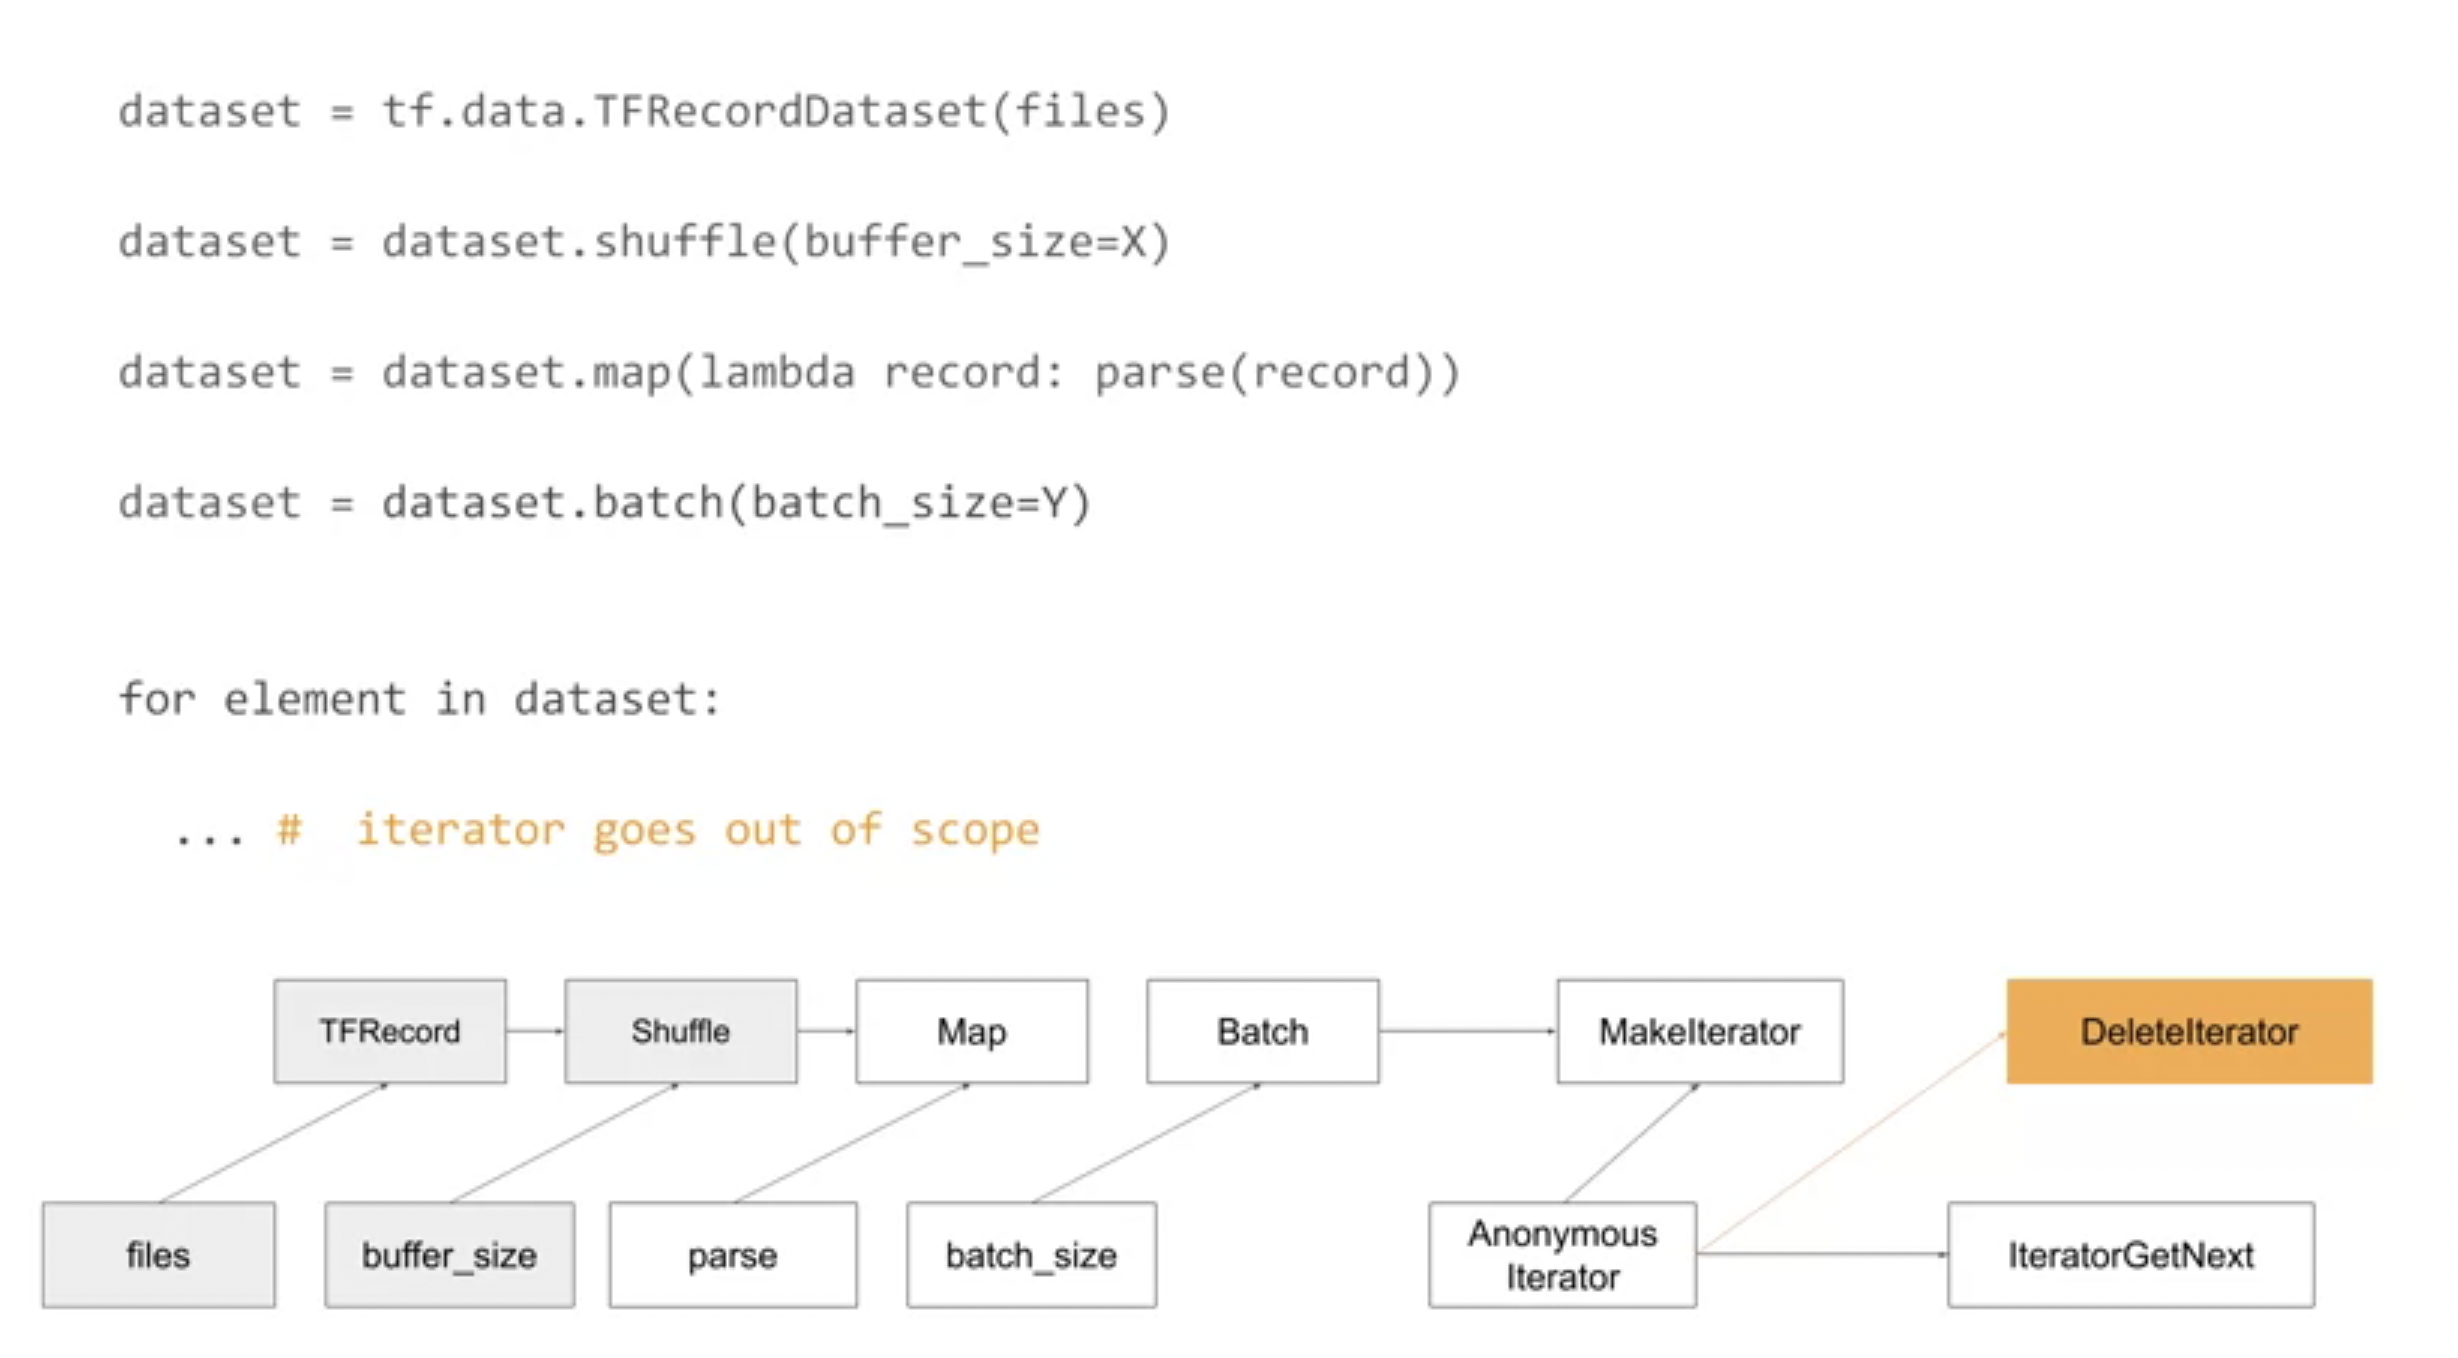 dataset = tf.data.TFRecordDataset(files)
dataset = dataset.shuffle(buffer_size=X)
dataset = dataset.map(lambda record: parse(record))
dataset = dataset.batch(batch_size=Y)
for element in dataset:
... #  iterator goes out of scope
TFRecord
Shuffle
Map
Batch
MakeIterator
DeleteIterator
files
buffer_size
parse
batch_size
Anonymous
Iterator
IteratorGetNext